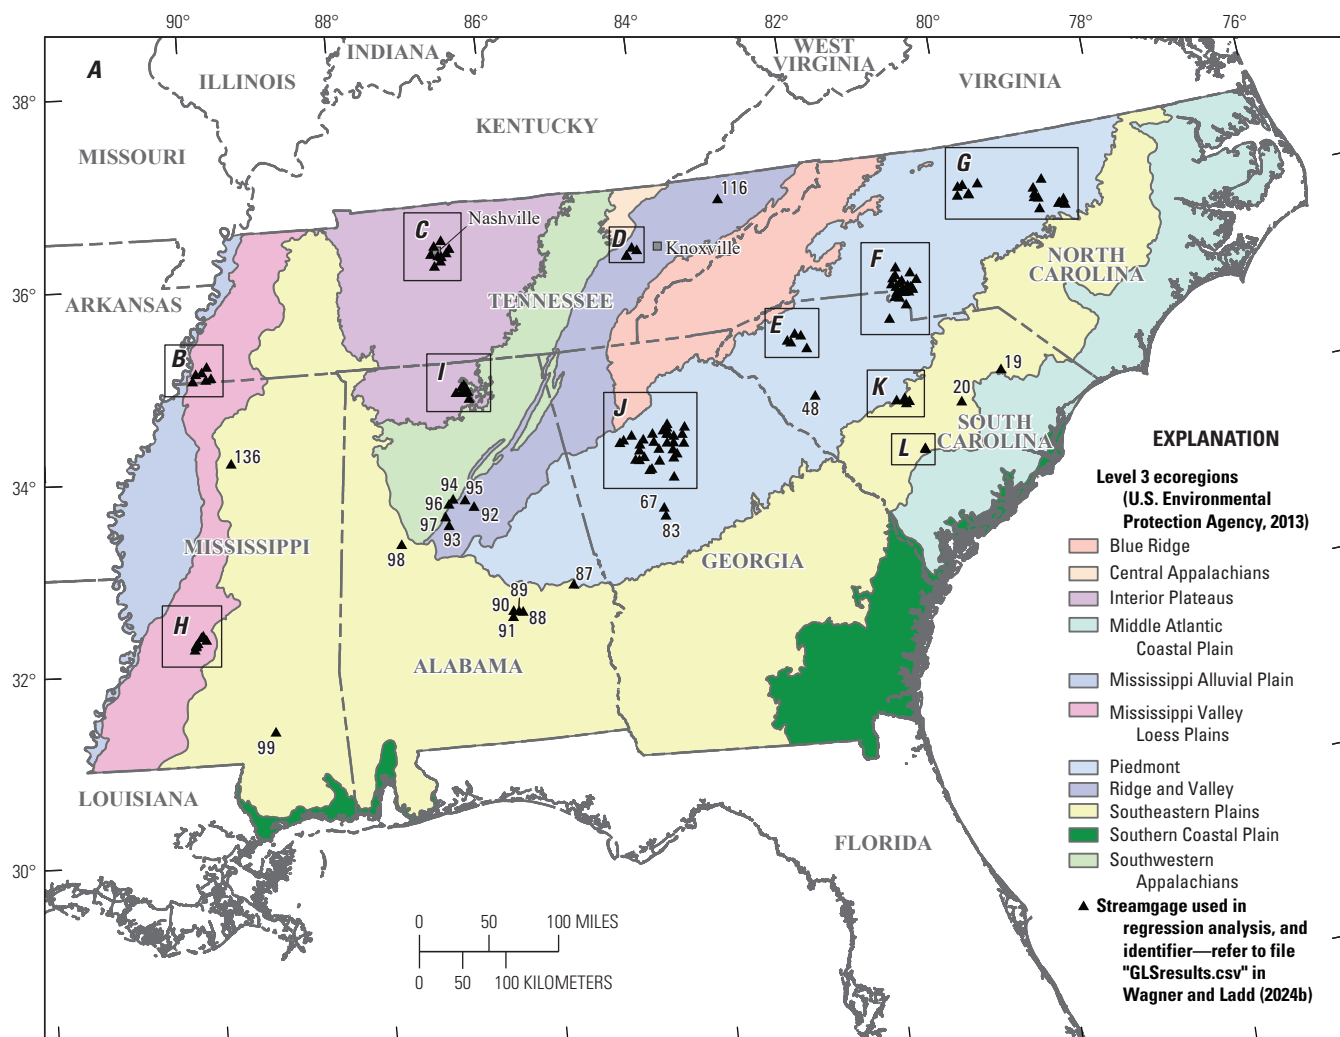 90°
88°
86°
84°
82°
80°
78°
76°
A
INDIANA
WEST
VIRGINIA
ILLINOIS
VIRGINIA
38°
KENTUCKY
MISSOURI
G
116
C
Nashville
D
Knoxville
NORTH
CAROLINA
F
36°
ARKANSAS
TENNESSEE
E
B
I
19
K
20
J
48
SOUTH
CAROLINA
L
136
34°
94
95
96
92
97
93
98
67
83
MISSISSIPPI
GEORGIA
87
89
90
88
91
H
ALABAMA
32°
99
LOUISIANA
FLORIDA
30°
0
50
100 MILES
0
50
100 KILOMETERS
EXPLANATION
Level 3 ecoregions
(U.S. Environmental
Protection Agency, 2013)
Blue Ridge
Central Appalachians
Interior Plateaus
Middle Atlantic
Coastal Plain
Mississippi Alluvial Plain
Mississippi Valley
Loess Plains
Piedmont
Ridge and Valley
Southeastern Plains
Southern Coastal Plain
Southwestern
Appalachians
Streamgage used in
regression analysis, and
identifier—refer to file
"GLSresults.csv" in
Wagner and Ladd (2024b)